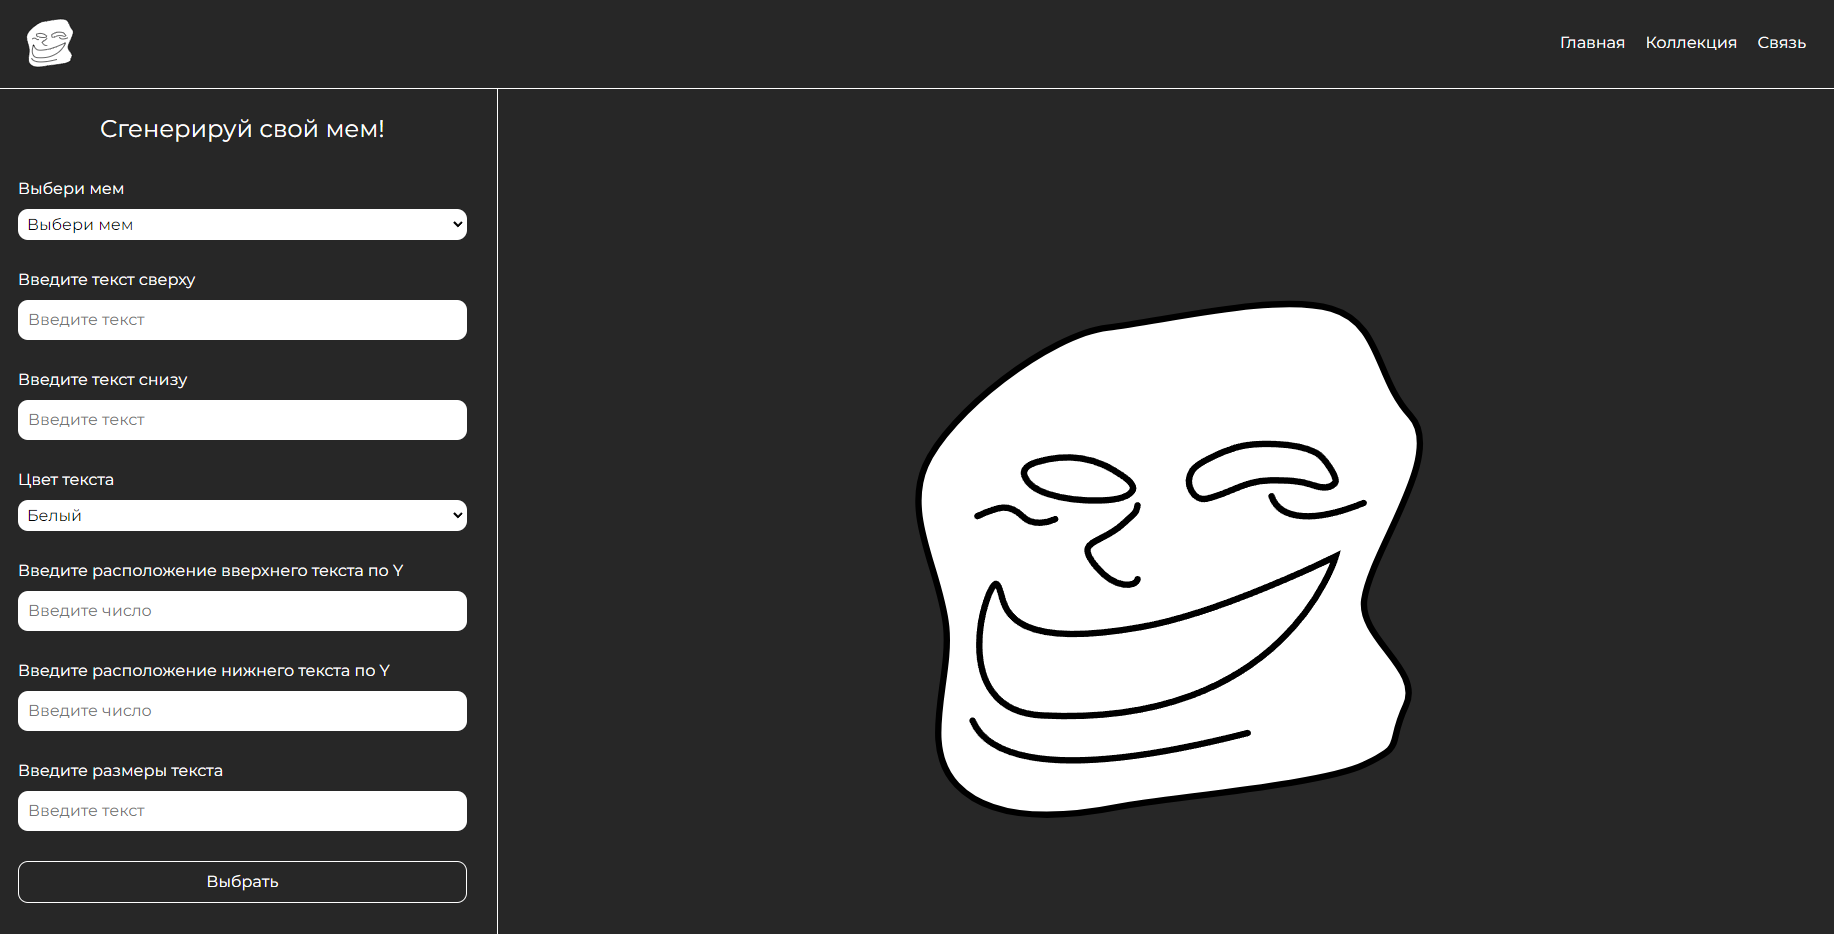 Главная Коллекция Связь
Сгенерируй свой мем!
Выбери мем
Выбери мем
Введите текст сверху
Введите текст
Введите текст снизу
Введите текст
Цвет текста
Белый
Введите расположение вверхнего текста по Y
Введите число
Введите расположение нижнего текста по Y
Введите число
Введите размеры текста
Введите текст
Выбрать